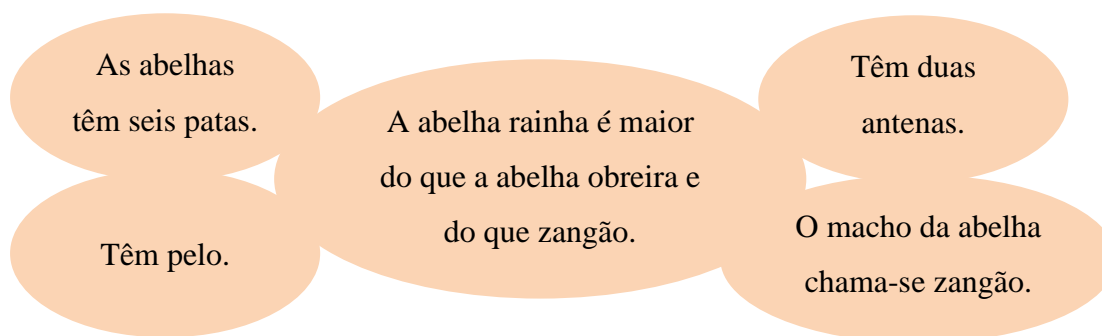 As abelhas
têm seis patas.
Têm pelo.
A abelha rainha é maior
do que a abelha obreira e
do que zangão.
Têm duas
antenas.
O macho da abelha
chama-se zangão.